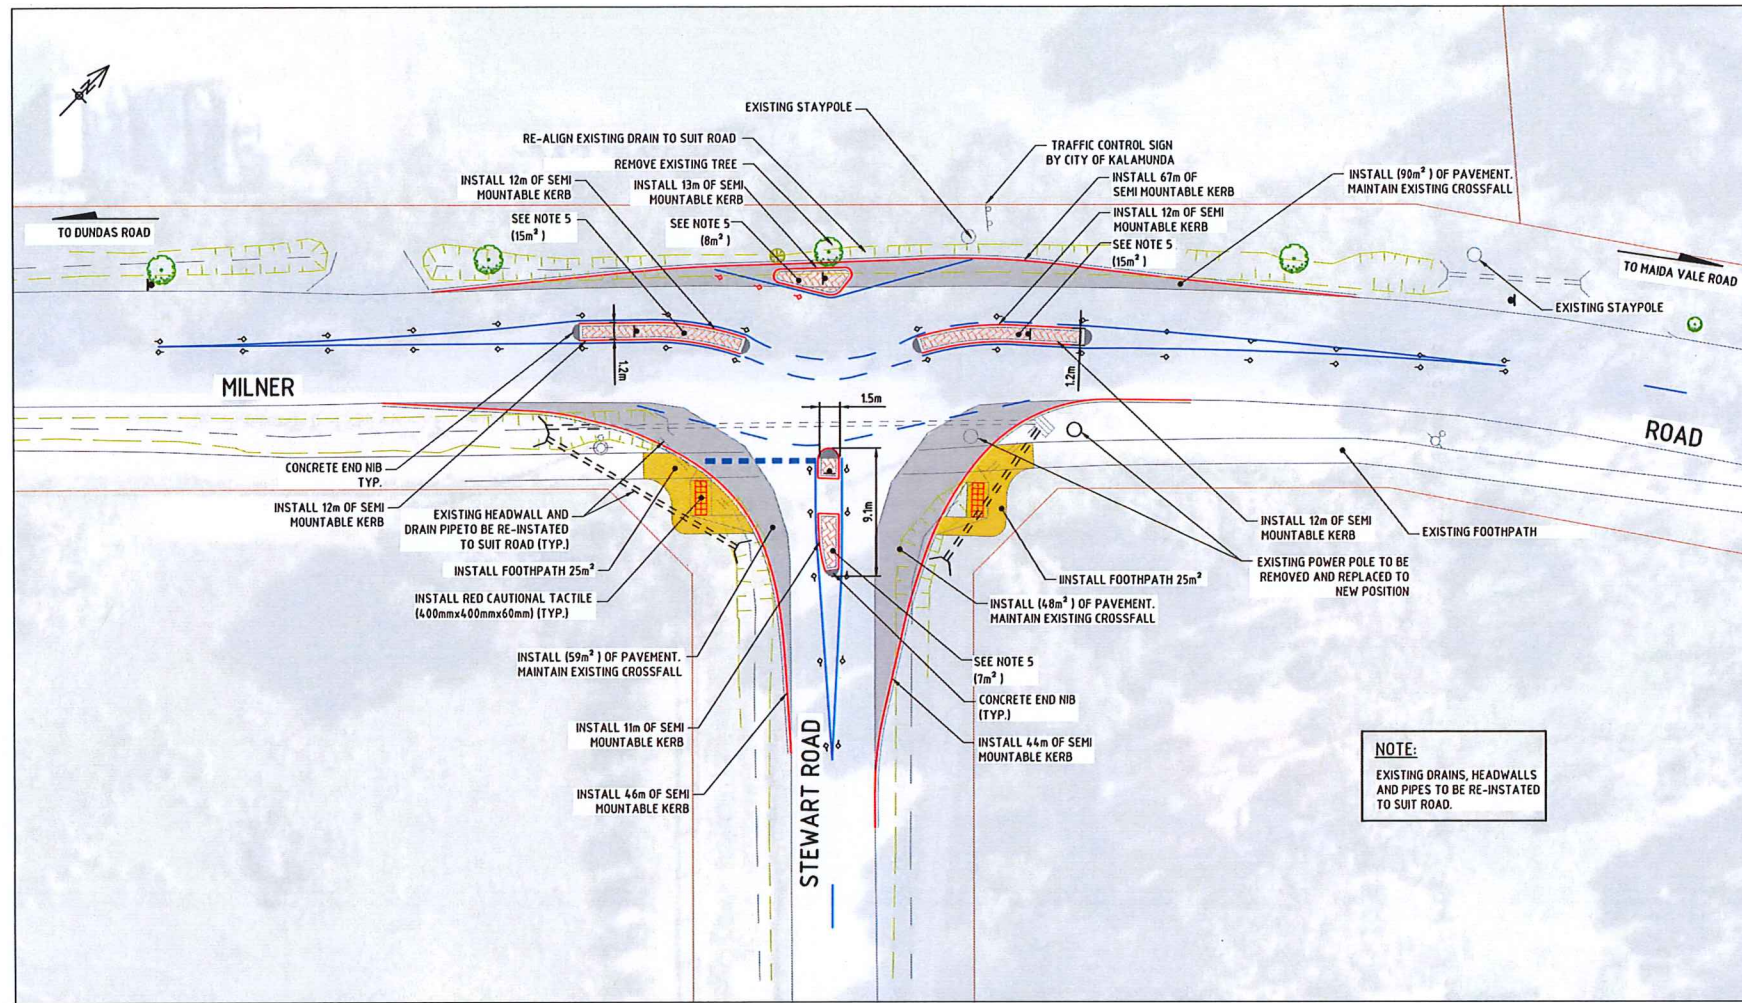 N
EXISTING STAYPOLE
RE-ALIGN EXISTING DRAIN TO SUIT ROAD
REMOVE EXISTING TREE
INSTALL 12m OF SEMI
MOUNTABLE KERB
INSTALL 13m OF SEMI
MOUNTABLE KERB
TRAFFIC CONTROL SIGN
BY CITY OF KALAMUNDA
INSTALL 67m OF
SEMI MOUNTABLE KERB
INSTALL (90m²) OF PAVEMENT.
MAINTAIN EXISTING CROSSFALL
TO DUNDAS ROAD
SEE NOTE 5
(15m²)
SEE NOTE 5
(8m²)
INSTALL 12m OF SEMI
MOUNTABLE KERB
SEE NOTE 5
(15m²)
TO MAIDA VALE ROAD
EXISTING STAYPOLE
1.2m
1.2m
MILNER
1.5m
ROAD
CONCRETE END NIB
TYP.
INSTALL 12m OF SEMI
MOUNTABLE KERB
EXISTING HEADWALL AND
DRAIN PIPETO BE RE-INSTATED
TO SUIT ROAD (TYP.)
9.1m
INSTALL 12m OF SEMI
MOUNTABLE KERB
EXISTING FOOTHPATH
INSTALL FOOTHPATH 25m²
INSTALL FOOTHPATH 25m²
EXISTING POWER POLE TO BE
REMOVED AND REPLACED TO
NEW POSITION
INSTALL RED CAUTIONAL TACTILE
(400mmx400mmx60mm) (TYP.)
INSTALL (48m²) OF PAVEMENT.
MAINTAIN EXISTING CROSSFALL
INSTALL (59m²) OF PAVEMENT.
MAINTAIN EXISTING CROSSFALL
SEE NOTE 5
(7m²)
CONCRETE END NIB
(TYP.)
INSTALL 11m OF SEMI
MOUNTABLE KERB
INSTALL 44m OF SEMI
MOUNTABLE KERB
INSTALL 46m OF SEMI
MOUNTABLE KERB
STEWART ROAD
NOTE:
EXISTING DRAINS, HEADWALLS
AND PIPES TO BE RE-INSTATED
TO SUIT ROAD.